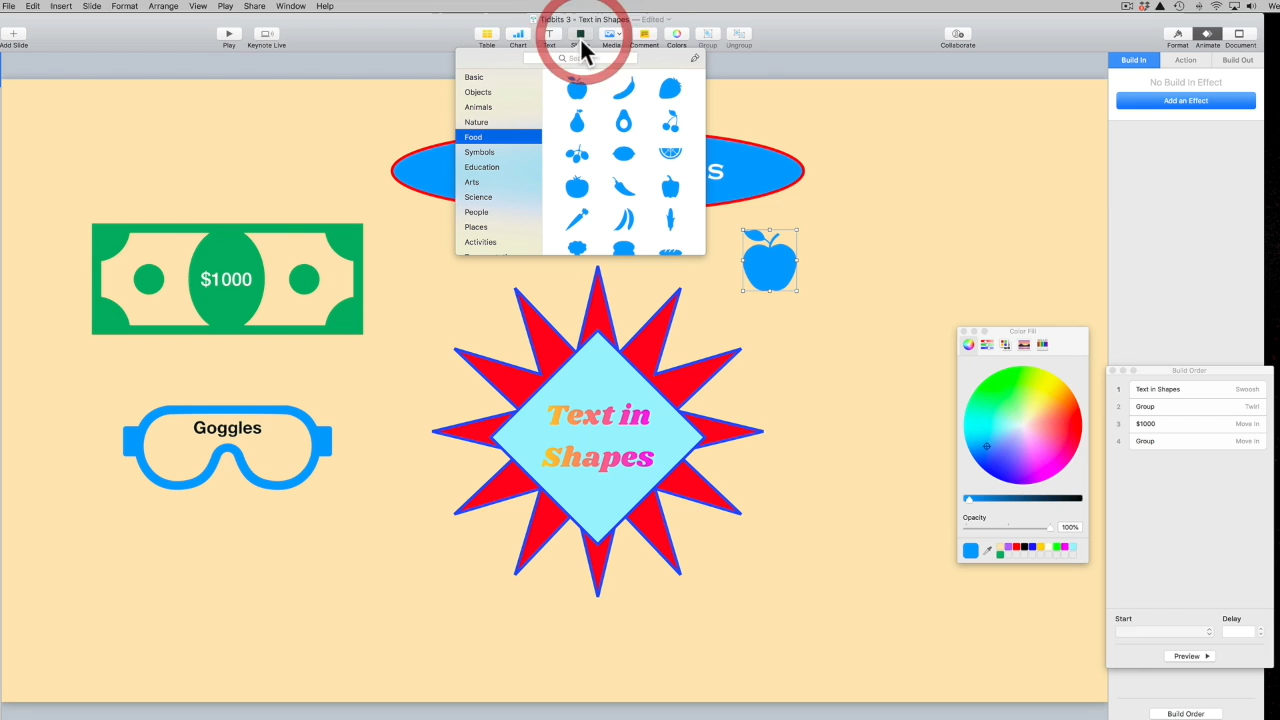 File Edit Insert Slide Format Arrange View Play Share Window Help
Tidbits 3 - Text in Shapes — Edited
Add Slide Play Keynote Live Table Chart Text Media Comment Colors Group Ungroup Collaborate Format Animate Document
Build In Action Build Out
No Build In Effect
Add an Effect
Basic
Objects
Animals
Nature
Food
Symbols
Education
Arts
Science
People
Places
Activities
S
$1000
Goggles
Text in
Shapes
Color Fill
Opacity
100%
Build Order
1 Text in Shapes Swoosh
2 Group Twirl
3 $1000 Move In
4 Group Move In
Start Delay
Preview
Build Order